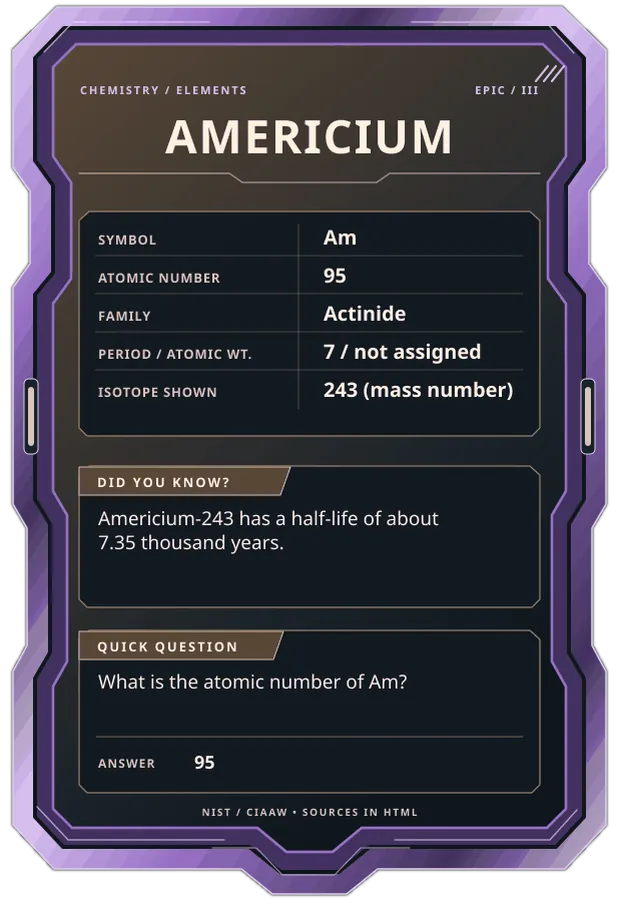 CHEMISTRY / ELEMENTS EPIC / III
AMERICIUM
SYMBOL Am
ATOMIC NUMBER 95
FAMILY Actinide
PERIOD / ATOMIC WT. 7 / not assigned
ISOTOPE SHOWN 243 (mass number)
DID YOU KNOW?
Americium-243 has a half-life of about
7.35 thousand years.
QUICK QUESTION
What is the atomic number of Am?
ANSWER 95
NIST / CIAAW • SOURCES IN HTML